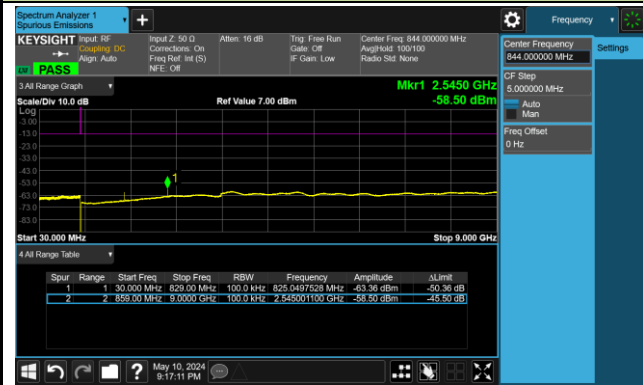 Spectrum Analyzer 1
Spurious Emissions
Frequency
KEYSIGHT
Input: RF
Coupling: DC
Align: Auto
Input Z: 50 Ω
Corrections: On
Freq Ref: Int (S)
NFE: Off
Atten: 16 dB
Trig: Free Run
Gate: Off
IF Gain: Low
Center Freq: 844.000000 MHz
Avg|Hold: 100/100
Radio Std: None
PASS
Center Frequency
844.000000 MHz
Settings
CF Step
5.000000 MHz
Auto
Man
Freq Offset
0 Hz
3 All Range Graph
Mkr1 2.5450 GHz
-58.50 dBm
Scale/Div 10.0 dB
Ref Value 7.00 dBm
Log
-3.00
-13.0
-23.0
-33.0
-43.0
-53.0
-63.0
-73.0
-83.0
1
Start 30.000 MHz
Stop 9.000 GHz
4 All Range Table
Spur Range Start Freq Stop Freq RBW Frequency Amplitude ΔLimit
1 1 30.000 MHz 829.00 MHz 100.0 kHz 825.0497528 MHz -63.36 dBm -50.36 dB
2 2 859.00 MHz 9.0000 GHz 100.0 kHz 2.545001100 GHz -58.50 dBm -45.50 dB
?
May 10, 2024
9:17:11 PM